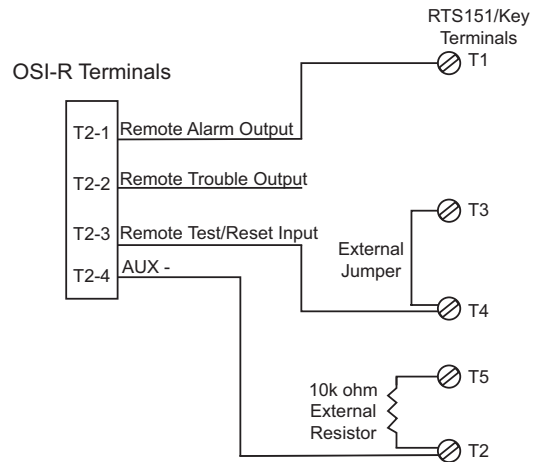 RTS151/Key
Terminals
T1
OSI-R Terminals
T2-1 Remote Alarm Output
T2-2 Remote Trouble Output
T2-3 Remote Test/Reset Input
T2-4 AUX -
T3
External
Jumper
T4
T5
10k ohm
External
Resistor
T2